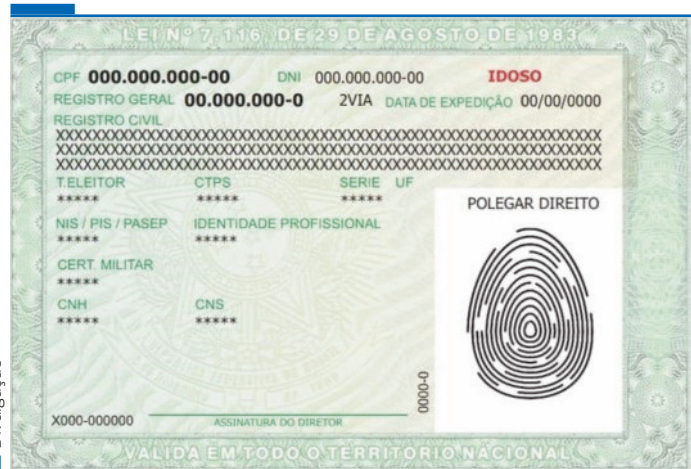 LEI Nº 7.116, DE 29 DE AGOSTO DE 1983
CPF 000.000.000-00 DNI 000.000.000-00 IDOSO
REGISTRO GERAL 00.000.000-0 2VIA DATA DE EXPEDIÇÃO 00/00/0000
REGISTRO CIVIL
XXXXXXXXXXXXXXXXXXXXXXXXXXXXXXXXXXXXXXXXXXXXXXXXXXXXXX
XXXXXXXXXXXXXXXXXXXXXXXXXXXXXXXXXXXXXXXXXXXXXXXXXXXXXX
XXXXXXXXXXXXXXXXXXXXXXXXXXXXXXXXXXXXXXXXXXXXXXXXXXXXXX
T.ELEITOR CTPS SERIE UF
***** ***** *****
POLEGAR DIREITO
NIS / PIS / PASEP IDENTIDADE PROFISSIONAL
***** *****
CERT. MILITAR
*****
CNH CNS
***** *****
0000-0
X000-000000
ASSINATURA DO DIRETOR
VALIDA EM TODO O TERRITORIO NACIONAL